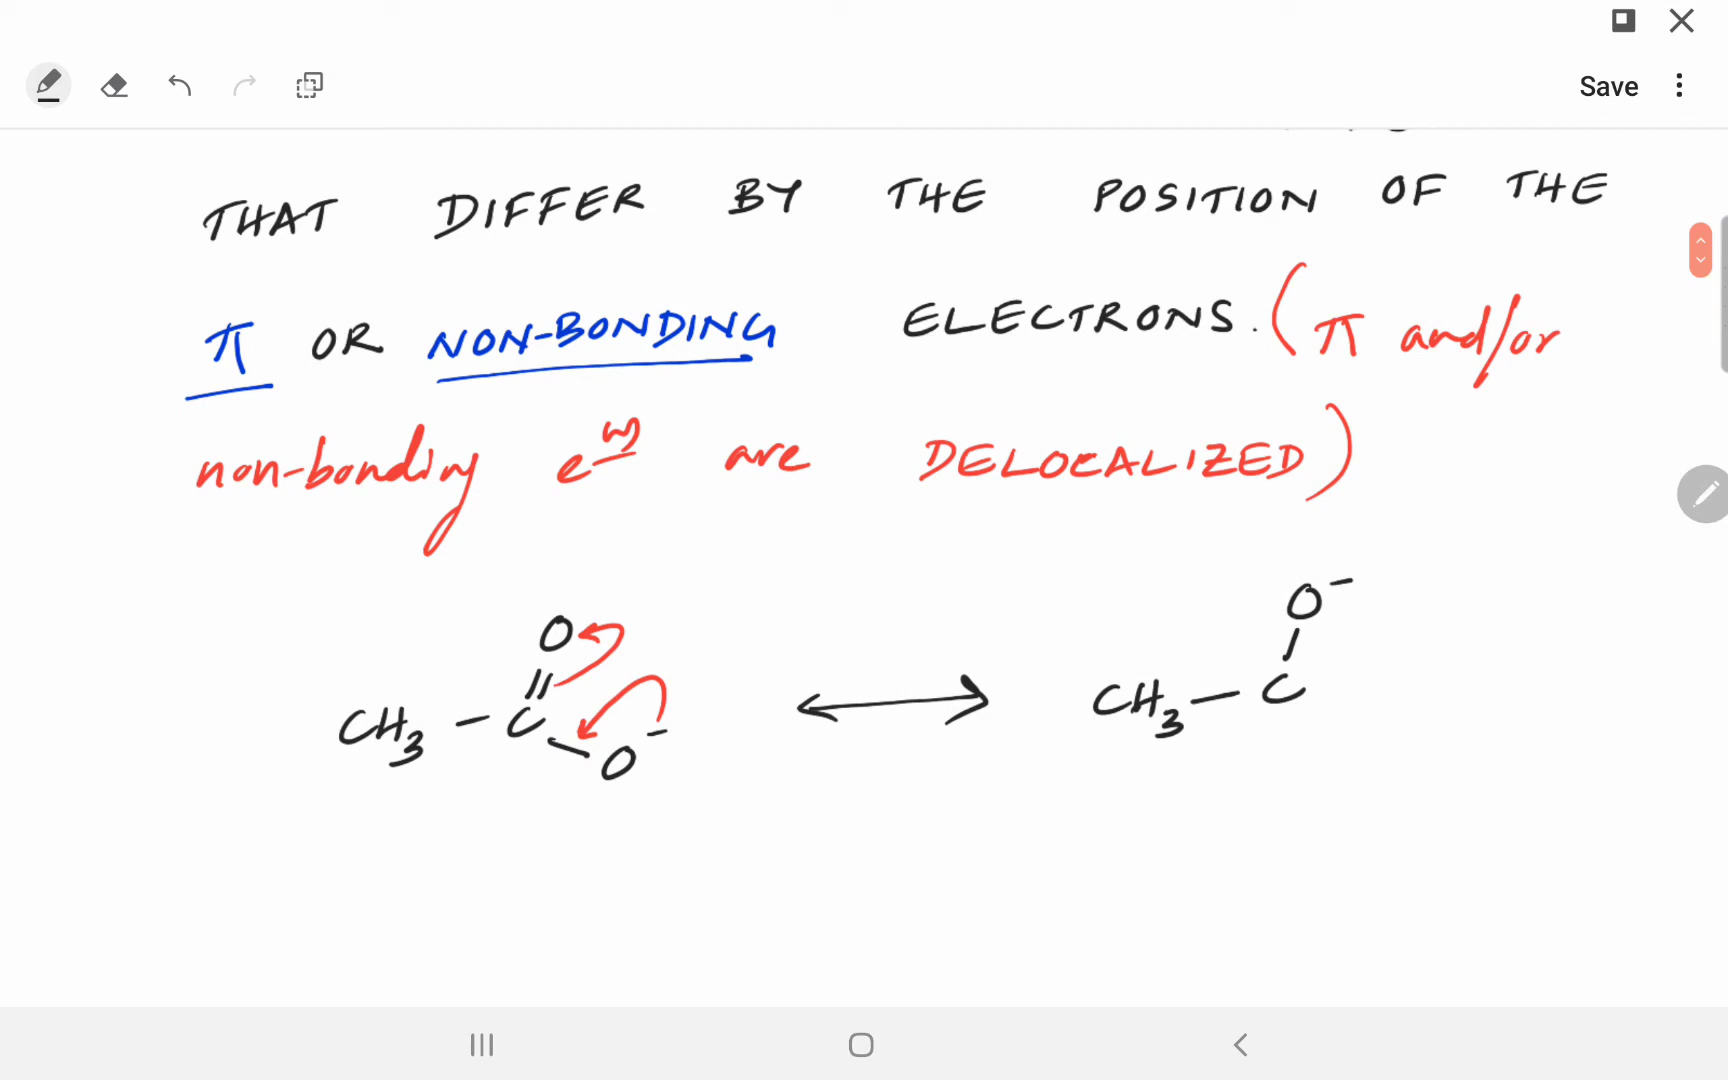 Save
THAT DIFFER BY THE POSITION OF THE
π OR NON-BONDING ELECTRONS. (π and/or
non-bonding e are DELOCALIZED)
O O⁻
CH₃ - C - O⁻ CH₃ - C